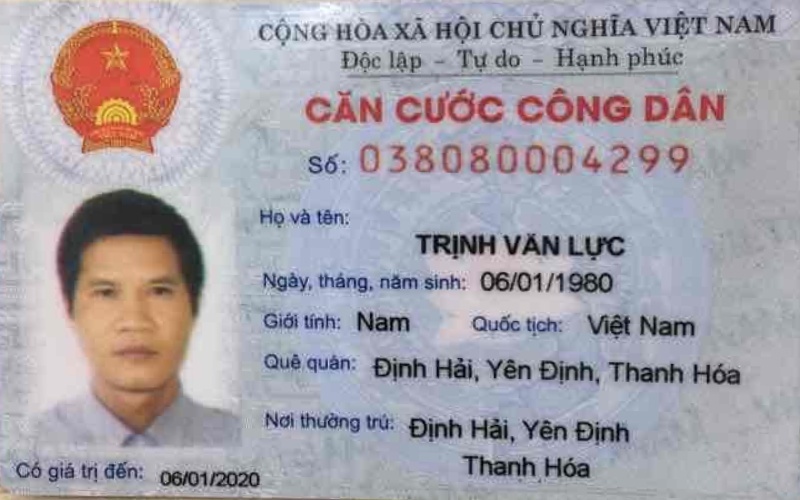 CỘNG HÒA XÃ HỘI CHỦ NGHĨA VIỆT NAM
Độc lập - Tự do - Hạnh phúc
CĂN CƯỚC CÔNG DÂN
Số: 038080004299
Họ và tên:
TRỊNH VĂN LỰC
Ngày, tháng, năm sinh: 06/01/1980
Giới tính: Nam Quốc tịch: Việt Nam
Quê quán: Định Hải, Yên Định, Thanh Hóa
Nơi thường trú: Định Hải, Yên Định
Thanh Hóa
Có giá trị đến: 06/01/2020